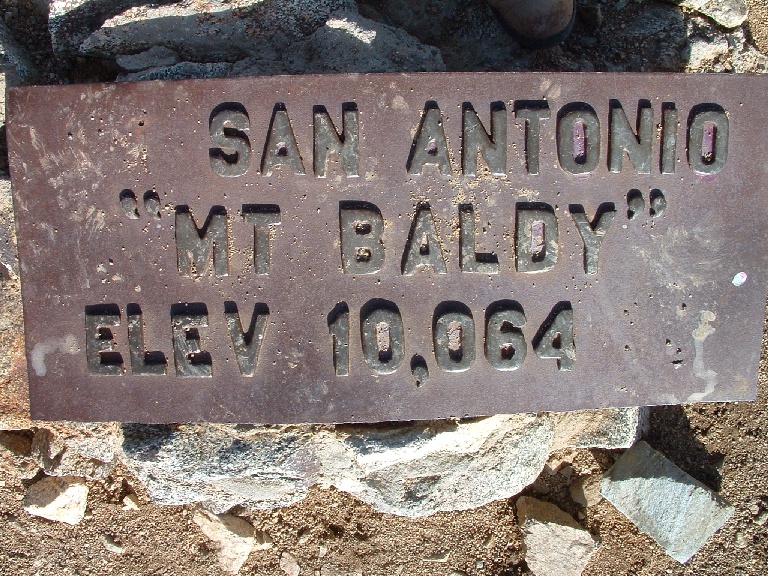 SAN ANTONIO
“MT BALDY”
ELEV 10,064